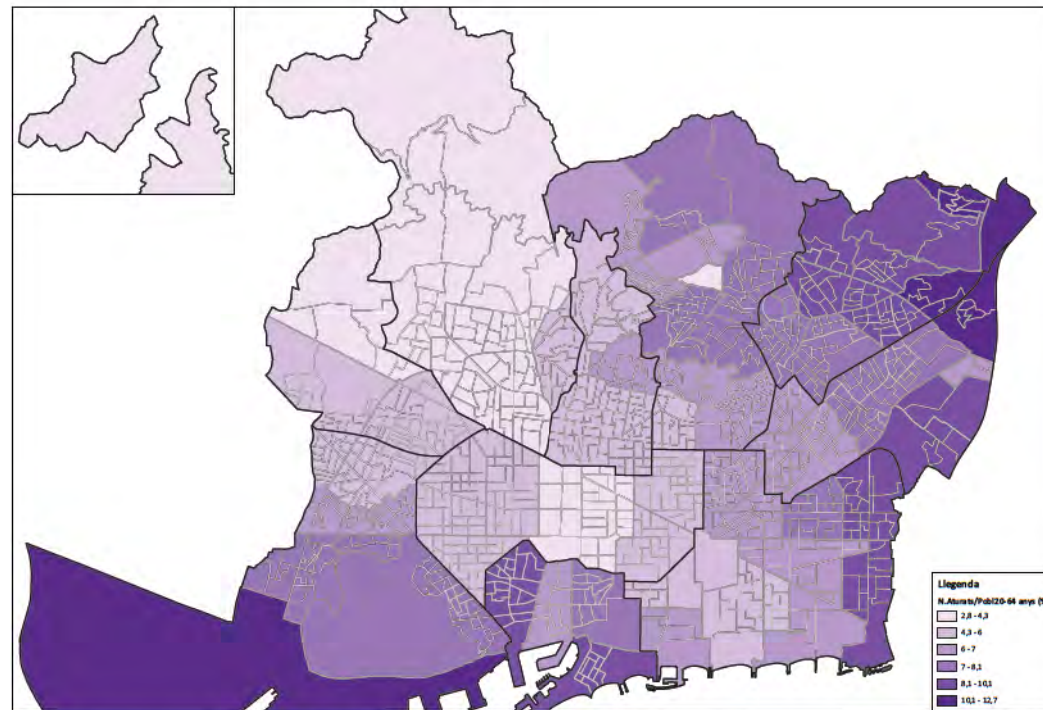 Llegenda
N.Aturats/Pobl20-64 anys (%
2,8 - 4,3
4,3 - 6
6 - 7
7 - 8,1
8,1 - 10,1
10,1 - 12,7